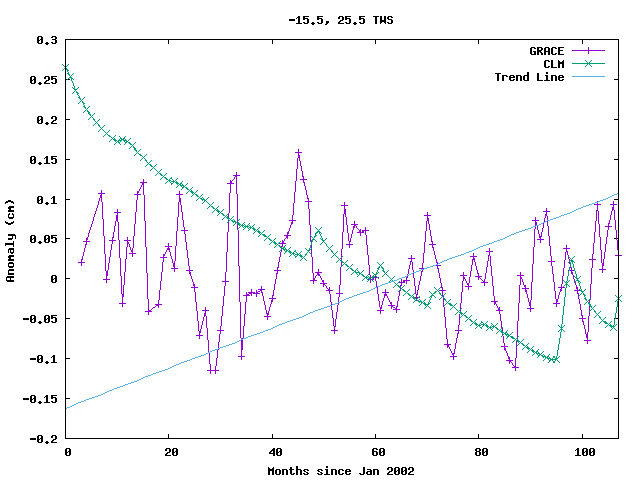 -15.5, 25.5 TWS
GRACE
CLM
Trend Line
0.3
0.25
0.2
0.15
0.1
0.05
0
-0.05
-0.1
-0.15
-0.2
Anomaly (cm)
0 20 40 60 80 100
Months since Jan 2002